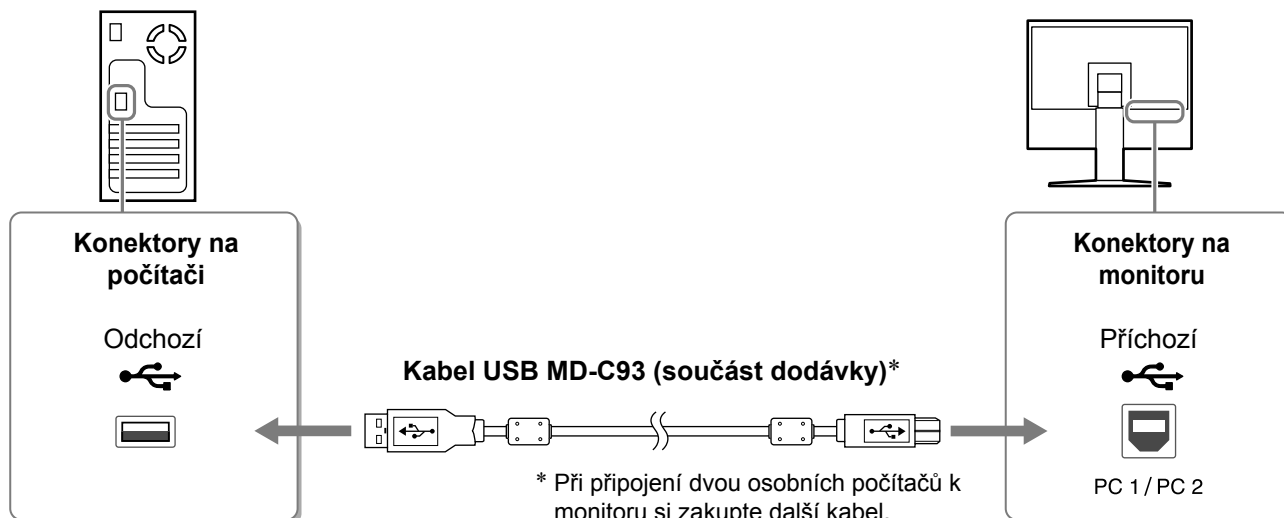 Konektory na
počítači
Odchozí
Kabel USB MD-C93 (součást dodávky)*
* Při připojení dvou osobních počítačů k
monitoru si zakupte další kabel.
Konektory na
monitoru
Příchozí
PC 1 / PC 2